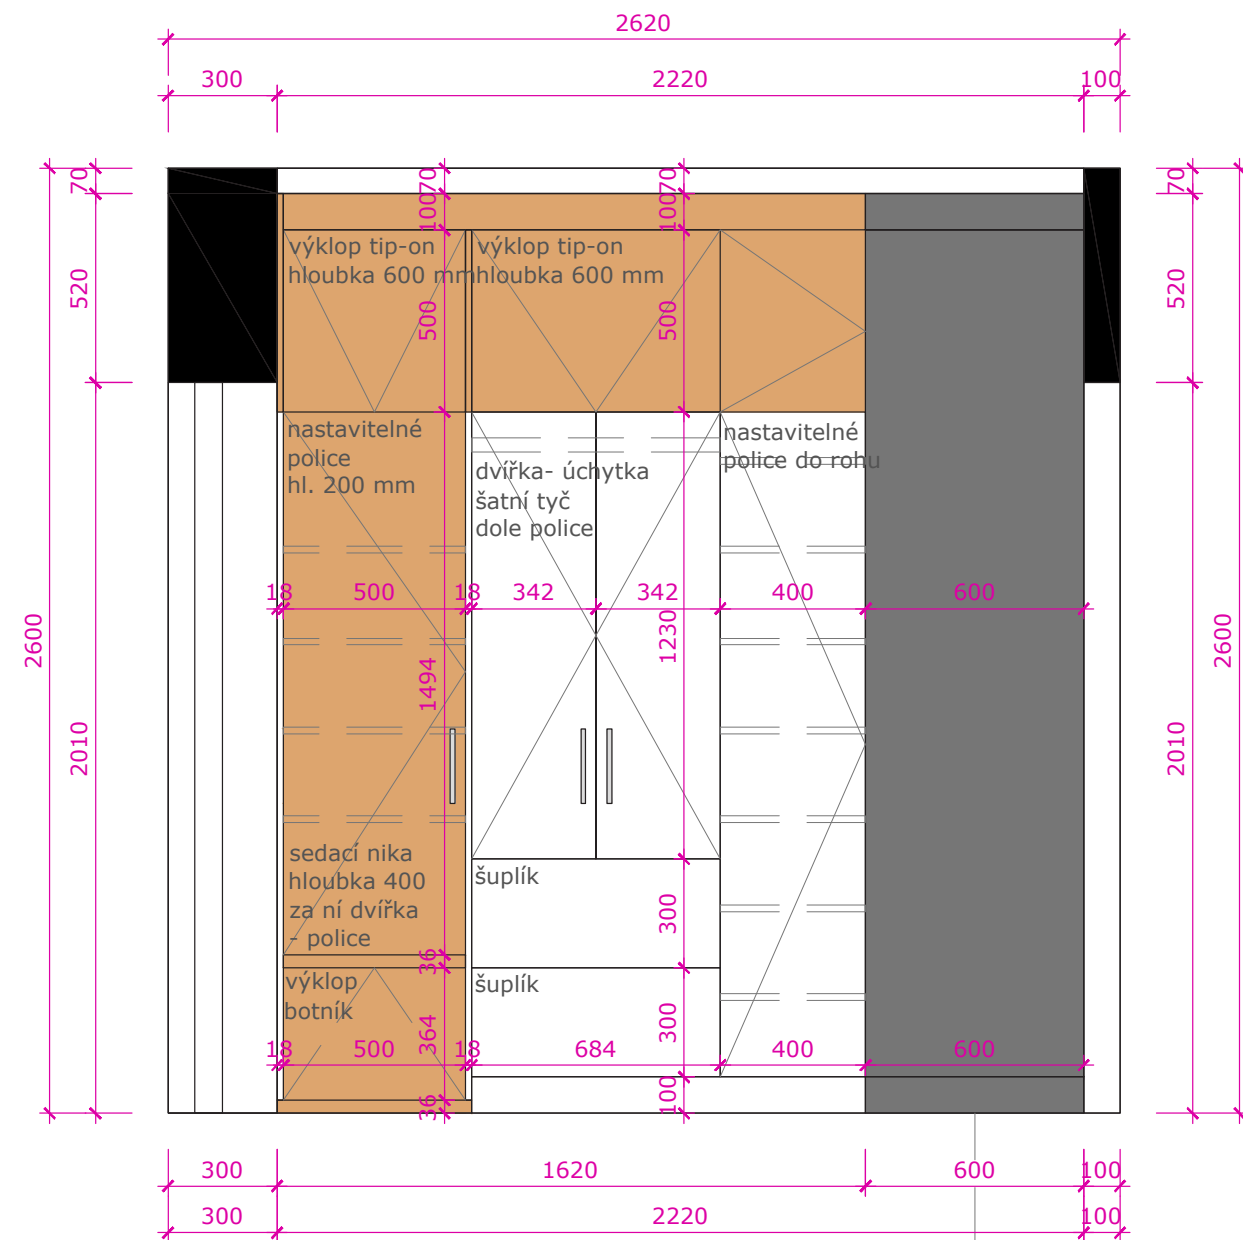 2620
300 2220 100
70 10070 10070 70
výklop tip-on výklop tip-on
hloubka 600 mm hloubka 600 mm
520 500 500 520
nastavitelné
police
hl. 200 mm
nastavitelné
police do rohu
dvířka- úchytka
šatní tyč
dole police
18 500 18 342 342 400 600
2600 1494 1230 2600
2010 2010
sedací nika
hloubka 400
za ní dvířka
- police
šuplík
300
36
výklop
botník
šuplík
364 300
18 500 18 684 400 600
36 100
300 1620 600 100
300 2220 100